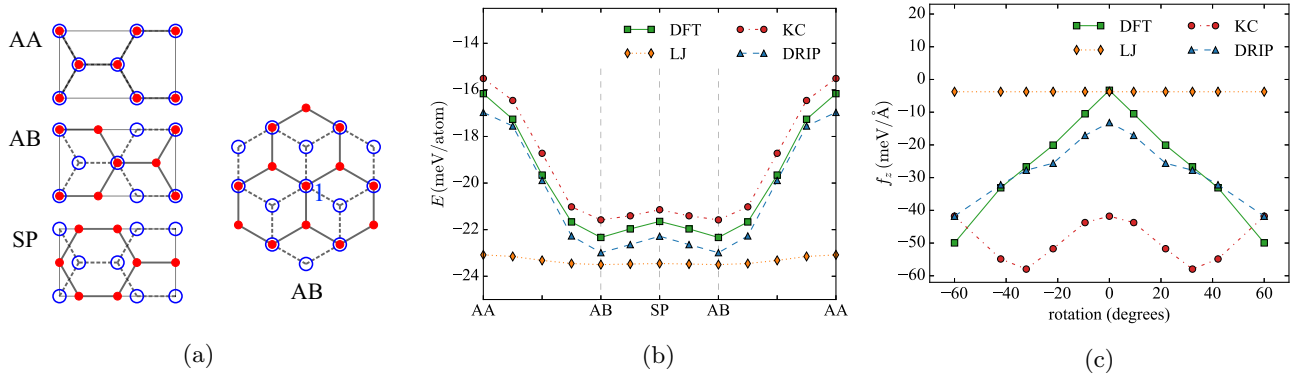 AA
AB
SP
1
AB
(a)
E (meV/atom)
−16
−18
−20
−22
−24
DFT
LJ
KC
DRIP
AA
AB
SP
AB
AA
(b)
f_z (meV/Å)
20
10
0
−10
−20
−30
−40
−50
−60
DFT
LJ
KC
DRIP
−60
−40
−20
0
20
40
60
rotation (degrees)
(c)